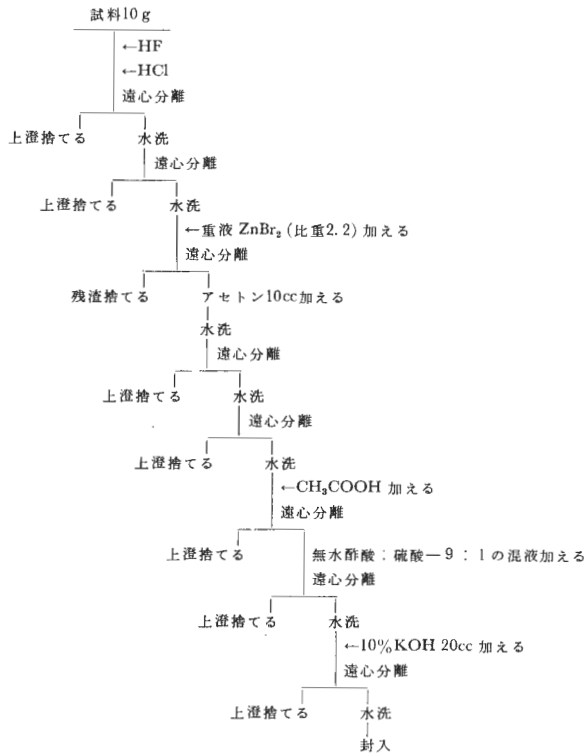 試料10g
←HF
←HCl
遠心分離
上澄捨てる 水洗
遠心分離
上澄捨てる 水洗
←重液 ZnBr₂ (比重2.2) 加える
遠心分離
残渣捨てる アセトン10cc加える
水洗
遠心分離
上澄捨てる 水洗
遠心分離
上澄捨てる 水洗
←CH₃COOH 加える
遠心分離
上澄捨てる 無水酢酸:硫酸—9:1の混液加える
遠心分離
上澄捨てる 水洗
←10%KOH 20cc 加える
遠心分離
上澄捨てる 水洗
封入